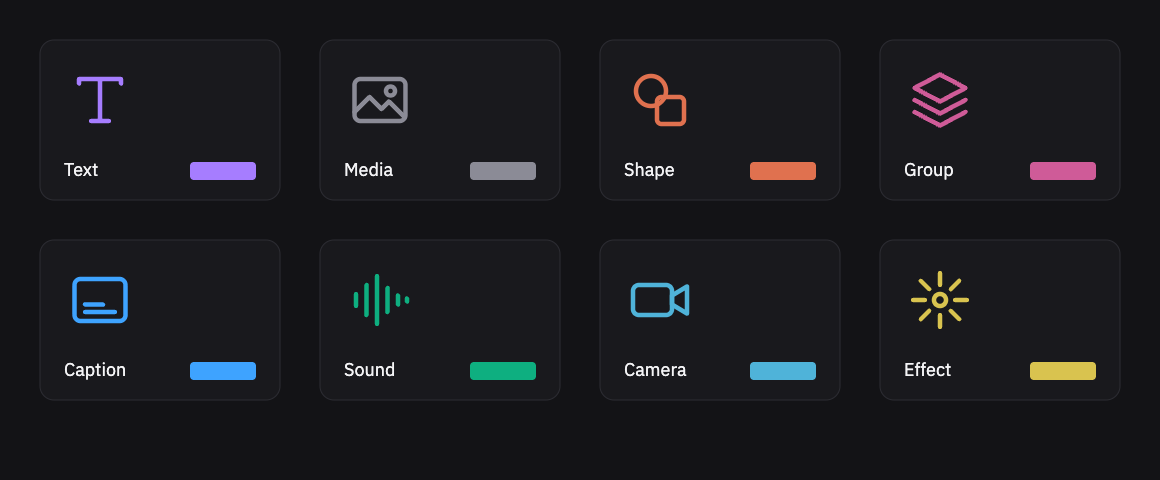 Text
Media
Shape
Group
Caption
Sound
Camera
Effect